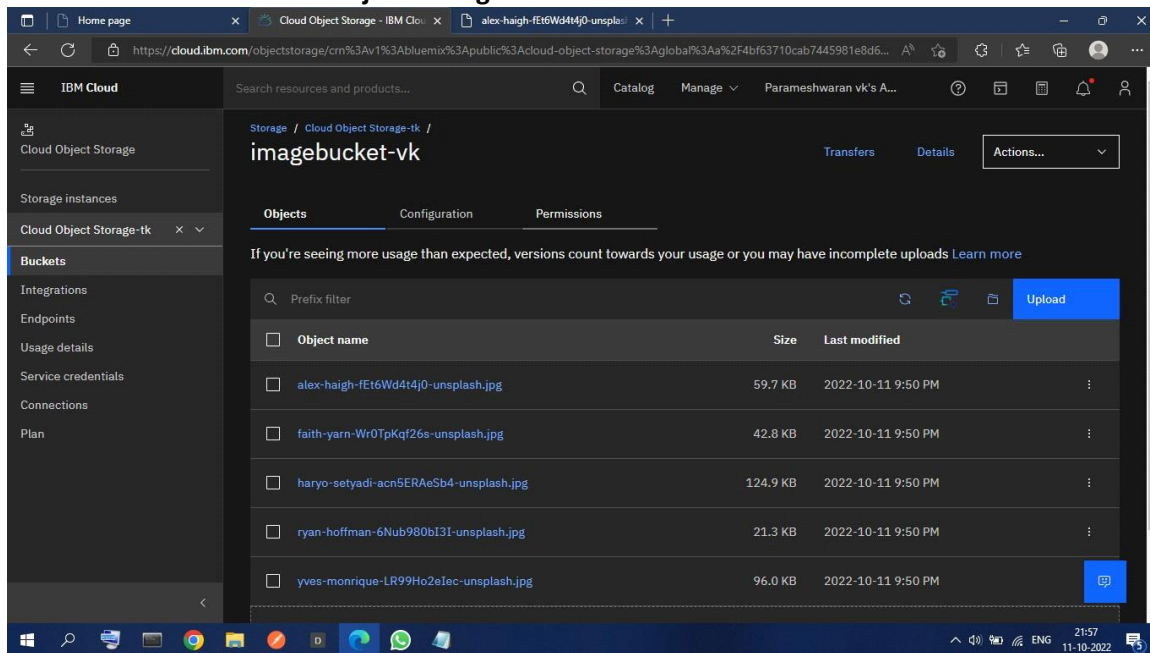 Home page
Cloud Object Storage - IBM Clou
alex-haigh-fEt6Wd4t4j0-unsplas
https://cloud.ibm.com/objectstorage/crn%3Av1%3Abluemix%3Apublic%3Acloud-object-storage%3Aglobal%3Aa%2F4bf63710cab7445981e8d6...
IBM Cloud
Search resources and products...
Catalog
Manage
Parameshwaran vk's A...
Cloud Object Storage
Storage instances
Cloud Object Storage-tk
Buckets
Integrations
Endpoints
Usage details
Service credentials
Connections
Plan
Storage / Cloud Object Storage-tk /
imagebucket-vk
Transfers
Details
Actions...
Objects
Configuration
Permissions
If you're seeing more usage than expected, versions count towards your usage or you may have incomplete uploads Learn more
Prefix filter
Upload
Object name Size Last modified
alex-haigh-fEt6Wd4t4j0-unsplash.jpg 59.7 KB 2022-10-11 9:50 PM
faith-yarn-Wr0TpKqf26s-unsplash.jpg 42.8 KB 2022-10-11 9:50 PM
haryo-setyadi-acn5ERAeSb4-unsplash.jpg 124.9 KB 2022-10-11 9:50 PM
ryan-hoffman-6Nub980bI3I-unsplash.jpg 21.3 KB 2022-10-11 9:50 PM
yves-monrique-LR99Ho2eIec-unsplash.jpg 96.0 KB 2022-10-11 9:50 PM
ENG
21:57
11-10-2022